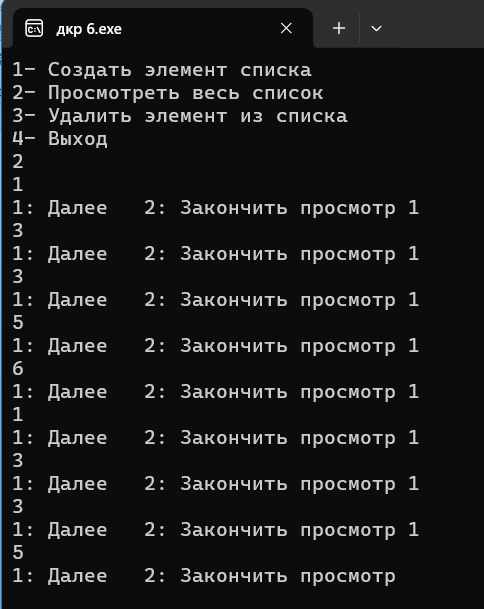 дкр 6.exe
1- Создать элемент списка
2- Просмотреть весь список
3- Удалить элемент из списка
4- Выход
2
1
1: Далее   2: Закончить просмотр 1
3
1: Далее   2: Закончить просмотр 1
3
1: Далее   2: Закончить просмотр 1
5
1: Далее   2: Закончить просмотр 1
6
1: Далее   2: Закончить просмотр 1
1
1: Далее   2: Закончить просмотр 1
3
1: Далее   2: Закончить просмотр 1
3
1: Далее   2: Закончить просмотр 1
5
1: Далее   2: Закончить просмотр